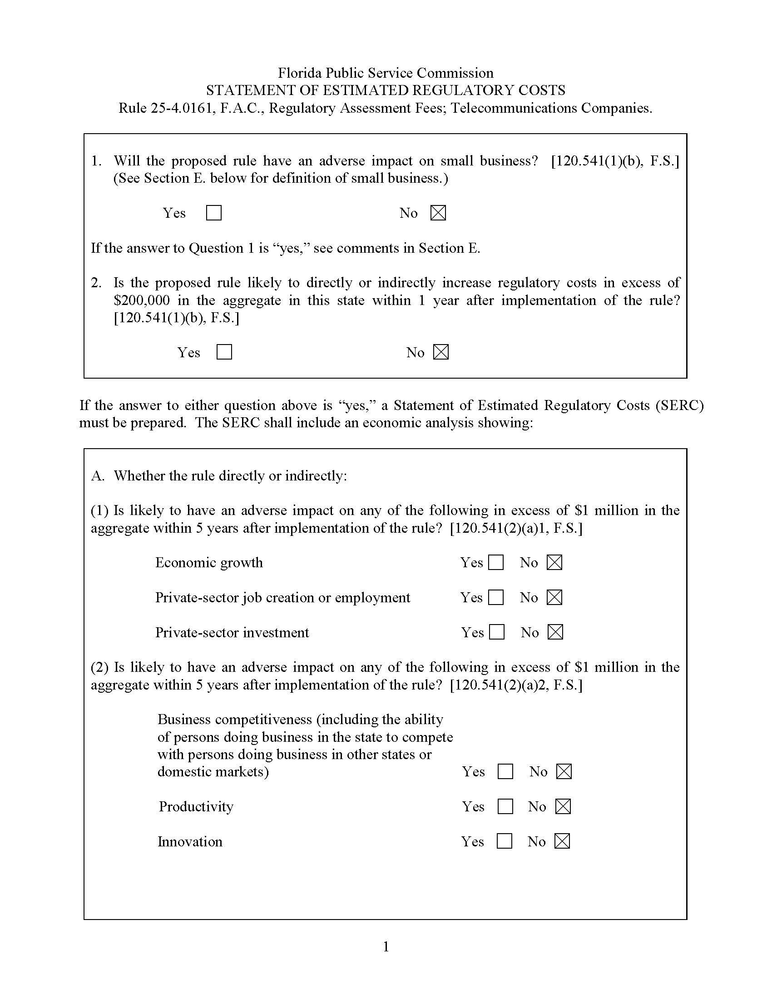 Florida Public Service Commission
STATEMENT OF ESTIMATED REGULATORY COSTS
Rule 25-4.0161, F.A.C., Regulatory Assessment Fees; Telecommunications Companies.
1. Will the proposed rule have an adverse impact on small business? [120.541(1)(b), F.S.]
(See Section E. below for definition of small business.)
Yes ☐ No ☒
If the answer to Question 1 is “yes,” see comments in Section E.
2. Is the proposed rule likely to directly or indirectly increase regulatory costs in excess of
$200,000 in the aggregate in this state within 1 year after implementation of the rule?
[120.541(1)(b), F.S.]
Yes ☐ No ☒
If the answer to either question above is “yes,” a Statement of Estimated Regulatory Costs (SERC)
must be prepared. The SERC shall include an economic analysis showing:
A. Whether the rule directly or indirectly:
(1) Is likely to have an adverse impact on any of the following in excess of $1 million in the
aggregate within 5 years after implementation of the rule? [120.541(2)(a)1, F.S.]
Economic growth Yes ☐ No ☒
Private-sector job creation or employment Yes ☐ No ☒
Private-sector investment Yes ☐ No ☒
(2) Is likely to have an adverse impact on any of the following in excess of $1 million in the
aggregate within 5 years after implementation of the rule? [120.541(2)(a)2, F.S.]
Business competitiveness (including the ability
of persons doing business in the state to compete
with persons doing business in other states or
domestic markets) Yes ☐ No ☒
Productivity Yes ☐ No ☒
Innovation Yes ☐ No ☒
1